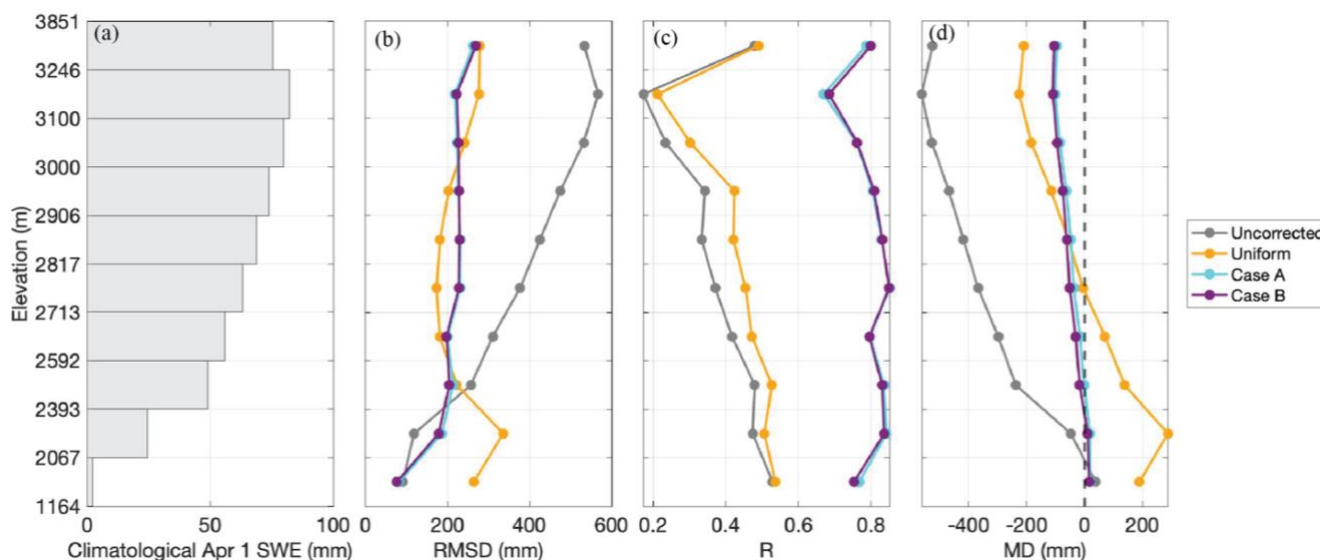 (a)
(b)
(c)
(d)
Elevation (m)
3851
3246
3100
3000
2906
2817
2713
2592
2393
2067
1164
0 50 100
Climatological Apr 1 SWE (mm)
0 200 400 600
RMSD (mm)
0.2 0.4 0.6 0.8
R
-400 -200 0 200
MD (mm)
Uncorrected
Uniform
Case A
Case B